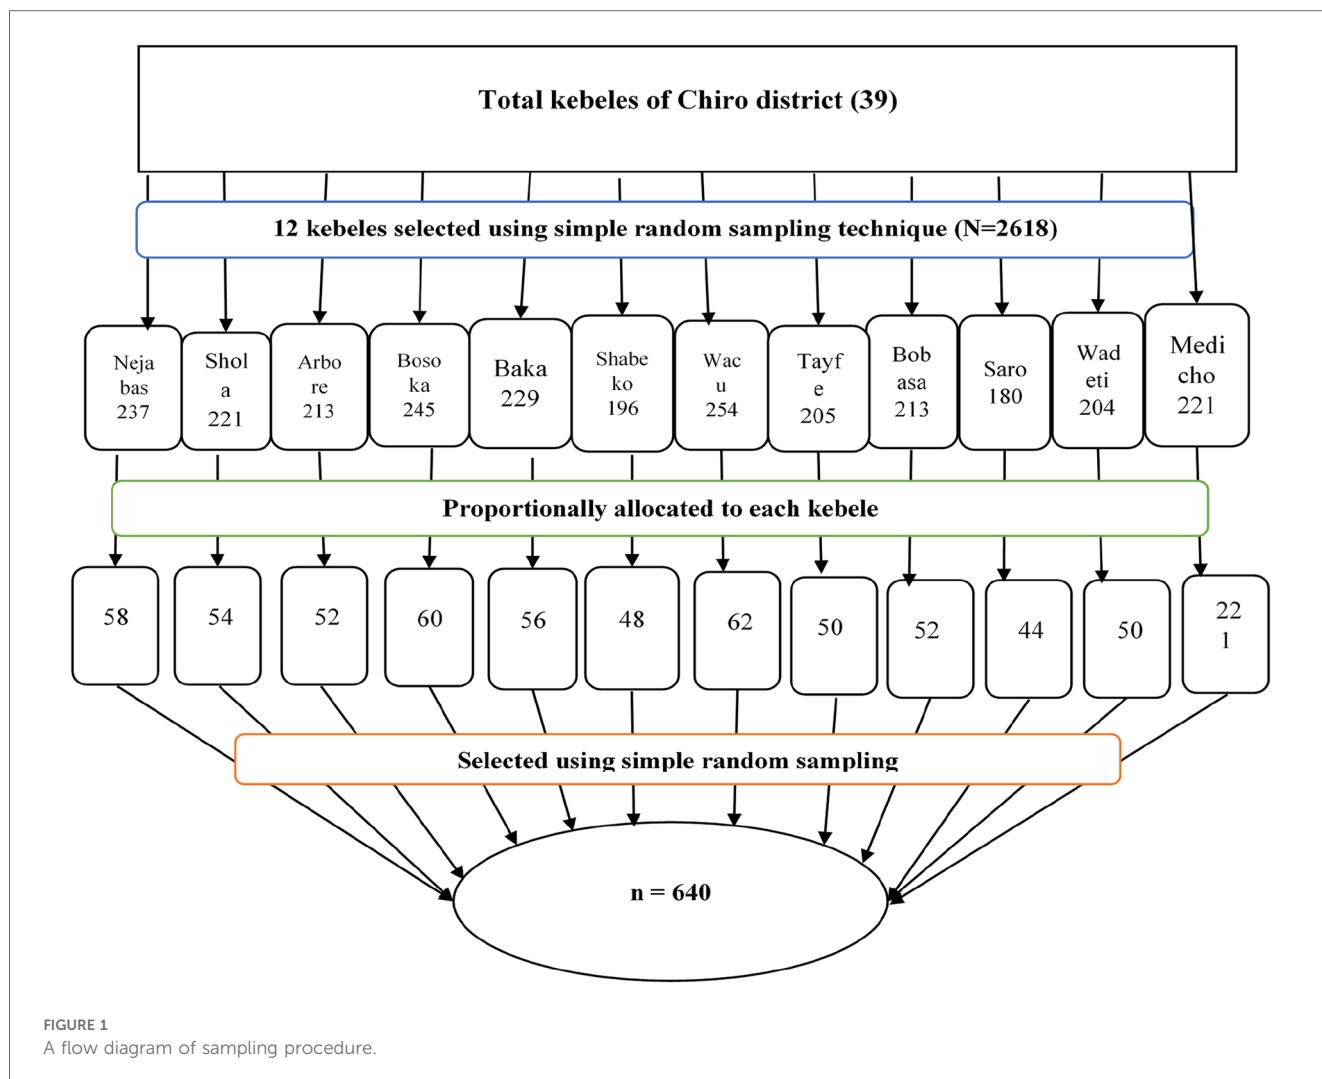 Total kebeles of Chiro district (39)
12 kebeles selected using simple random sampling technique (N=2618)
Neja
bas
237
Shol
a
221
Arbo
re
213
Boso
ka
245
Baka
229
Shabe
ko
196
Wac
u
254
Tayf
e
205
Bob
asa
213
Saro
180
Wad
eti
204
Medi
cho
221
Proportionally allocated to each kebele
58
54
52
60
56
48
62
50
52
44
50
22
1
Selected using simple random sampling
n = 640
FIGURE 1
A flow diagram of sampling procedure.